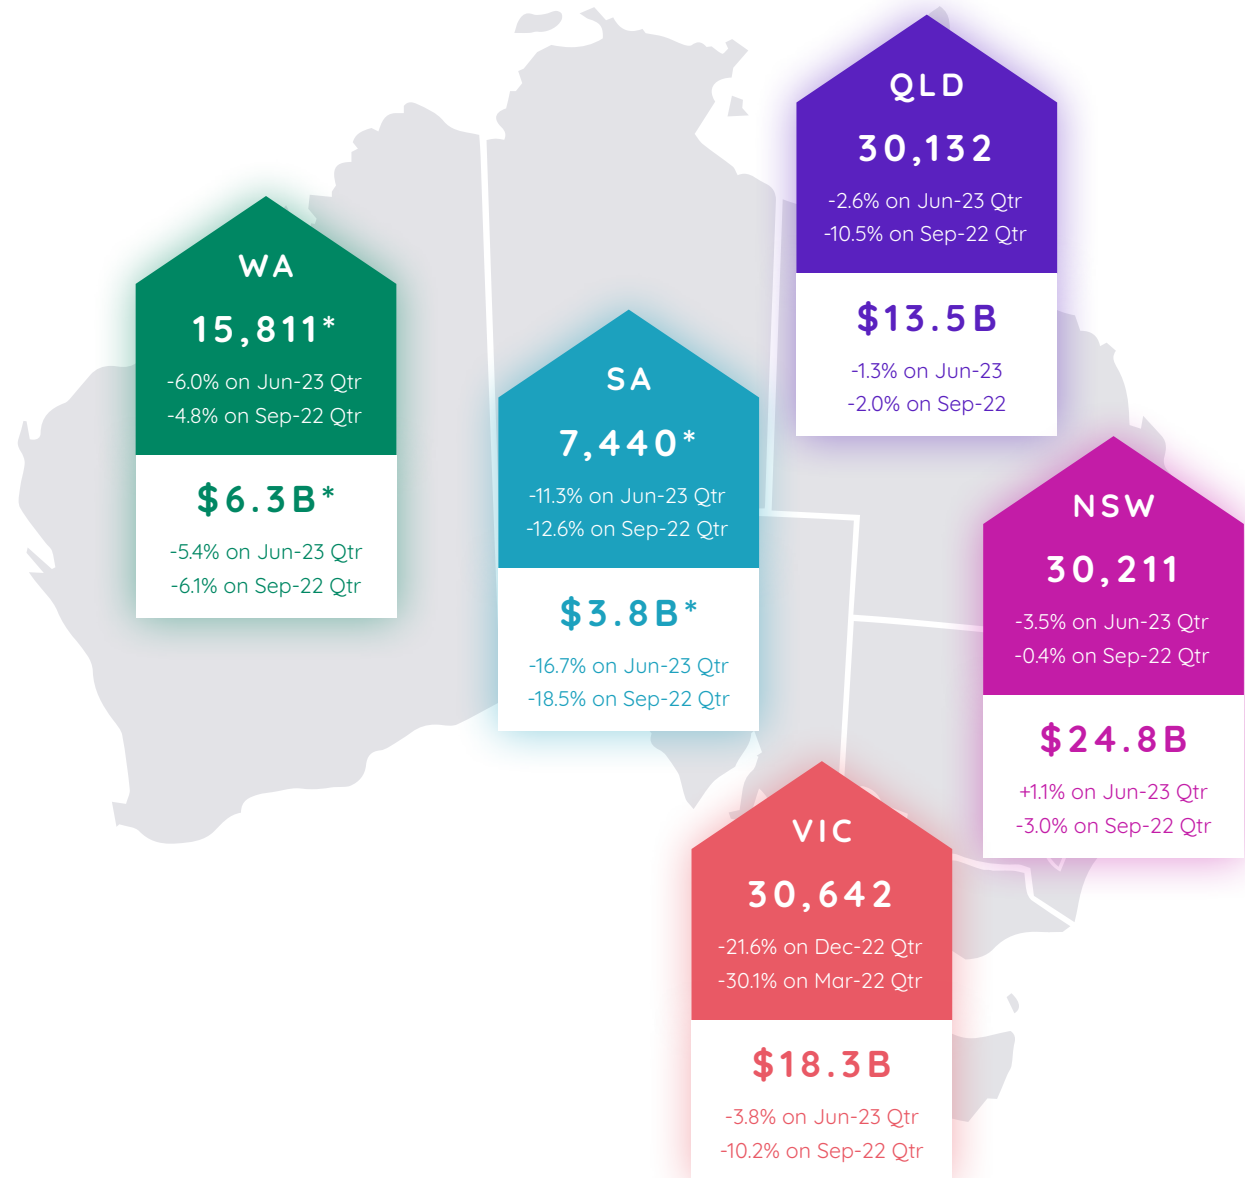 QLD
30,132
-2.6% on Jun-23 Qtr
-10.5% on Sep-22 Qtr
$13.5B
-1.3% on Jun-23
-2.0% on Sep-22
WA
15,811*
-6.0% on Jun-23 Qtr
-4.8% on Sep-22 Qtr
$6.3B*
-5.4% on Jun-23 Qtr
-6.1% on Sep-22 Qtr
SA
7,440*
-11.3% on Jun-23 Qtr
-12.6% on Sep-22 Qtr
$3.8B*
-16.7% on Jun-23 Qtr
-18.5% on Sep-22 Qtr
NSW
30,211
-3.5% on Jun-23 Qtr
-0.4% on Sep-22 Qtr
$24.8B
+1.1% on Jun-23 Qtr
-3.0% on Sep-22 Qtr
VIC
30,642
-21.6% on Dec-22 Qtr
-30.1% on Mar-22 Qtr
$18.3B
-3.8% on Jun-23 Qtr
-10.2% on Sep-22 Qtr